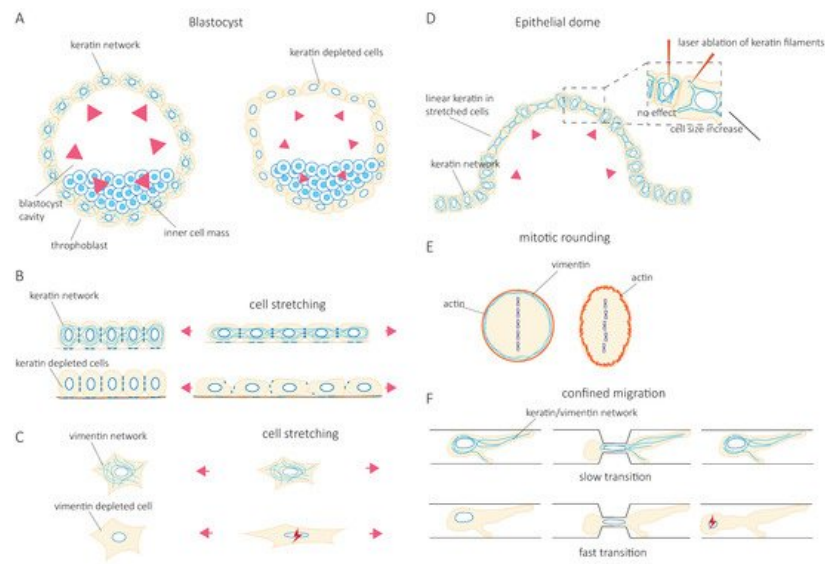 A
Blastocyst
keratin network
keratin depleted cells
blastocyst
cavity
inner cell mass
throphoblast
B
keratin network
cell stretching
keratin depleted cells
C
vimentin network
cell stretching
vimentin depleted cell
D
Epithelial dome
laser ablation of keratin filaments
linear keratin in
stretched cells
no effect
cell size increase
keratin network
E
mitotic rounding
vimentin
actin
actin
F
confined migration
keratin/vimentin network
slow transition
fast transition